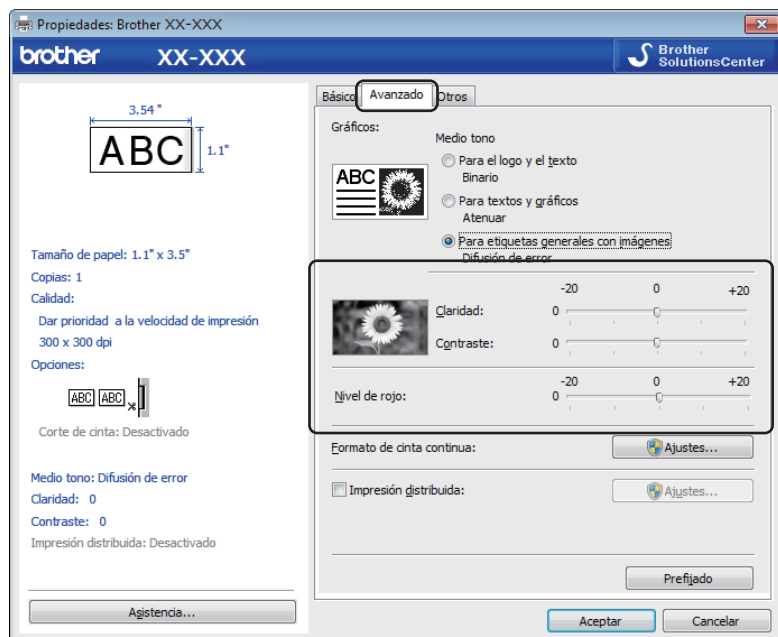 Propiedades: Brother XX-XXX
brother XX-XXX
Brother
SolutionsCenter
3.54 "
ABC
1.1"
Tamaño de papel: 1.1" x 3.5"
Copias: 1
Calidad:
Dar prioridad a la velocidad de impresión
300 x 300 dpi
Opciones:
ABC ABC
Corte de cinta: Desactivado
Medio tono: Difusión de error
Claridad: 0
Contraste: 0
Impresión distribuida: Desactivado
Asistencia...
Básico Avanzado Otros
Gráficos:
ABC
Medio tono
Para el logo y el texto
Binario
Para textos y gráficos
Atenuar
Para etiquetas generales con imágenes
Difusión de error
-20 0 +20
Claridad: 0
Contraste: 0
-20 0 +20
Nivel de rojo: 0
Formato de cinta continua: Ajustes...
Impresión distribuida: Ajustes...
Prefijado
Aceptar Cancelar